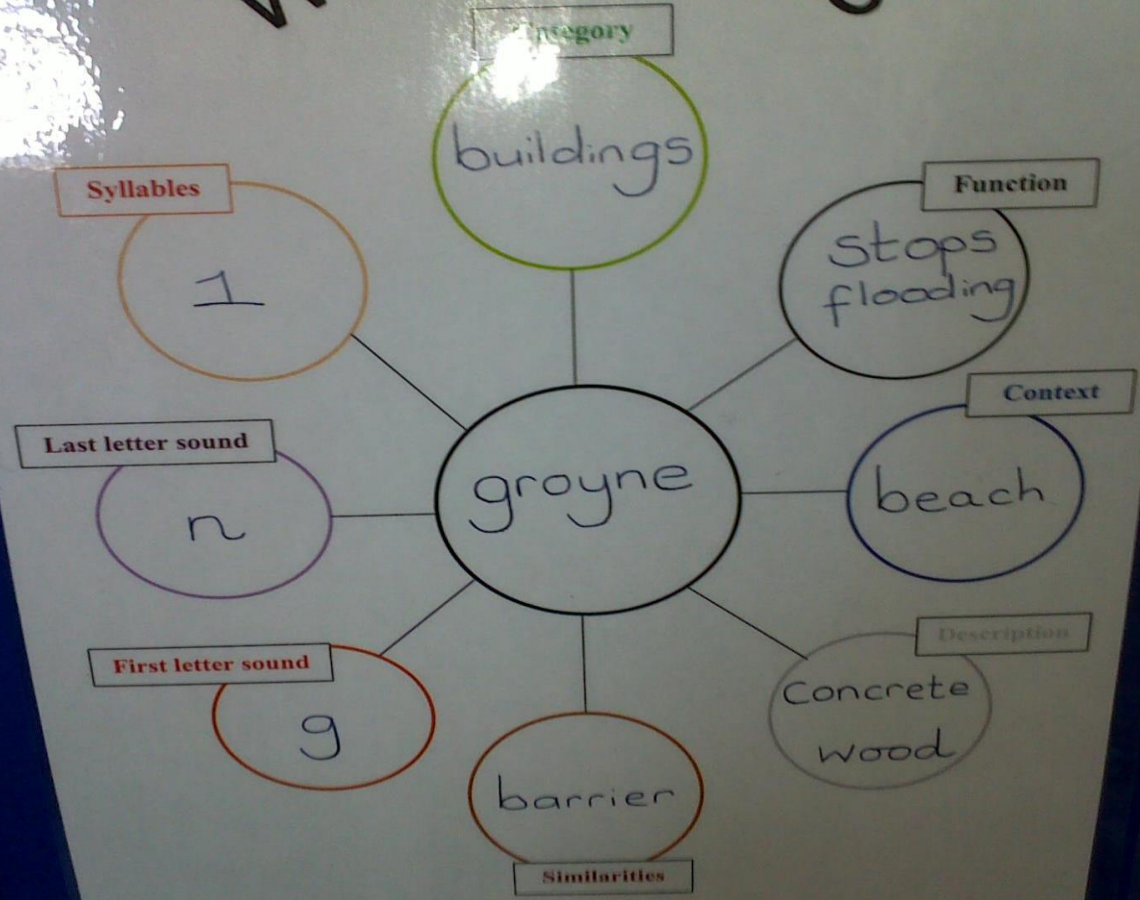 Category
buildings
Function
stops
flooding
Context
beach
Description
Concrete
wood
Similarities
barrier
First letter sound
g
Last letter sound
n
Syllables
1
groyne